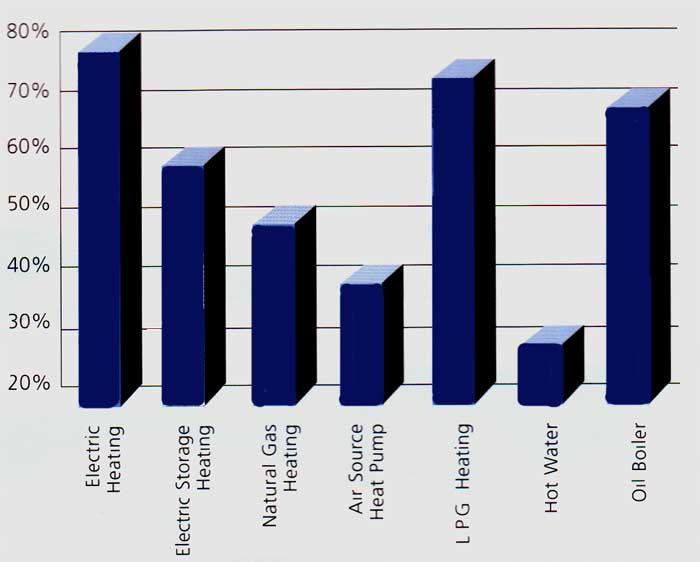 80%
70%
60%
50%
40%
30%
20%
Electric
Heating
Electric Storage
Heating
Natural Gas
Heating
Air Source
Heat Pump
L PG Heating
Hot Water
Oil Boiler